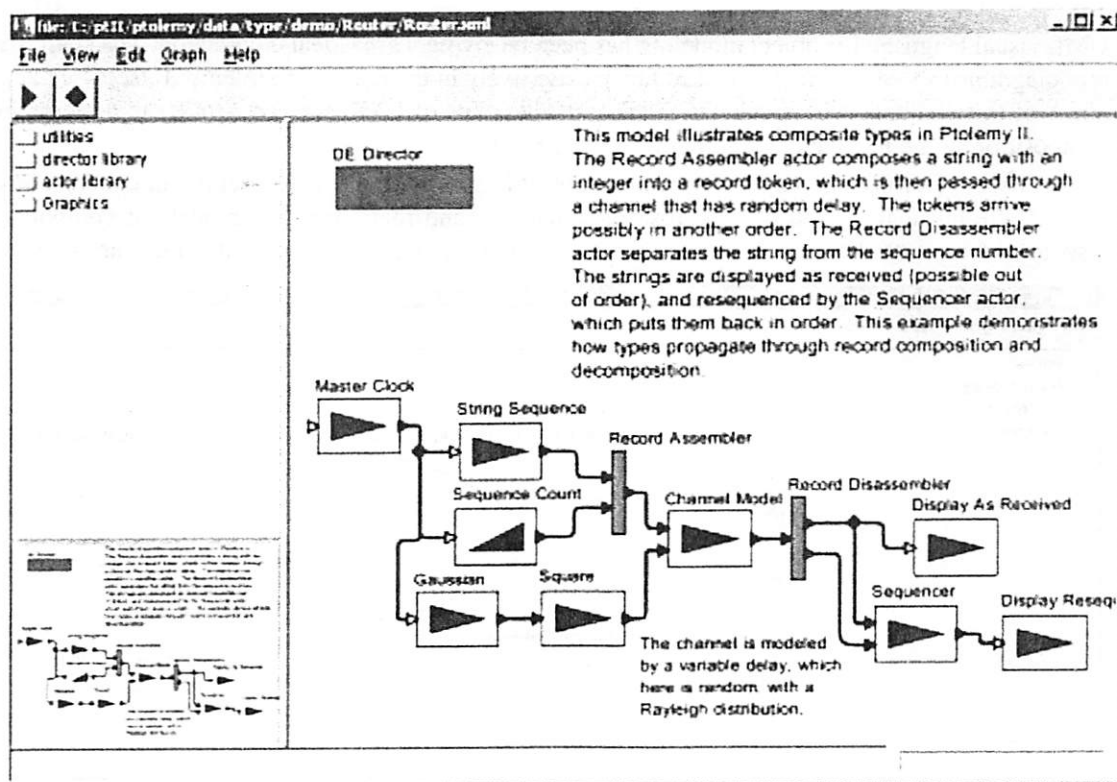 file: C:/ptII/ptolemy/data/type/demo/Router/Router.xml
File View Edit Graph Help
utilities
director library
actor library
Graphics
DE Director
This model illustrates composite types in Ptolemy II.
The Record Assembler actor composes a string with an
integer into a record token, which is then passed through
a channel that has random delay. The tokens arrive
possibly in another order. The Record Disassembler
actor separates the string from the sequence number.
The strings are displayed as received (possible out
of order), and resequenced by the Sequencer actor,
which puts them back in order. This example demonstrates
how types propagate through record composition and
decomposition.
Master Clock
String Sequence
Record Assembler
Sequence Count
Channel Model
Record Disassembler
Display As Received
Gaussian
Square
Sequencer
Display Resequ
The channel is modeled
by a variable delay, which
here is random with a
Rayleigh distribution.